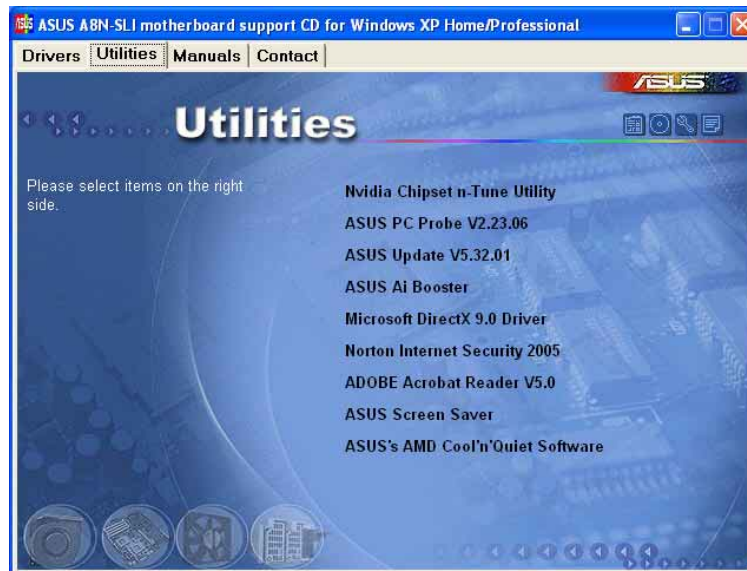 ASUS A8N-SLI motherboard support CD for Windows XP Home/Professional
Drivers Utilities Manuals Contact
ASUS
Utilities
Please select items on the right
side.
Nvidia Chipset n-Tune Utility
ASUS PC Probe V2.23.06
ASUS Update V5.32.01
ASUS Ai Booster
Microsoft DirectX 9.0 Driver
Norton Internet Security 2005
ADOBE Acrobat Reader V5.0
ASUS Screen Saver
ASUS's AMD Cool'n'Quiet Software